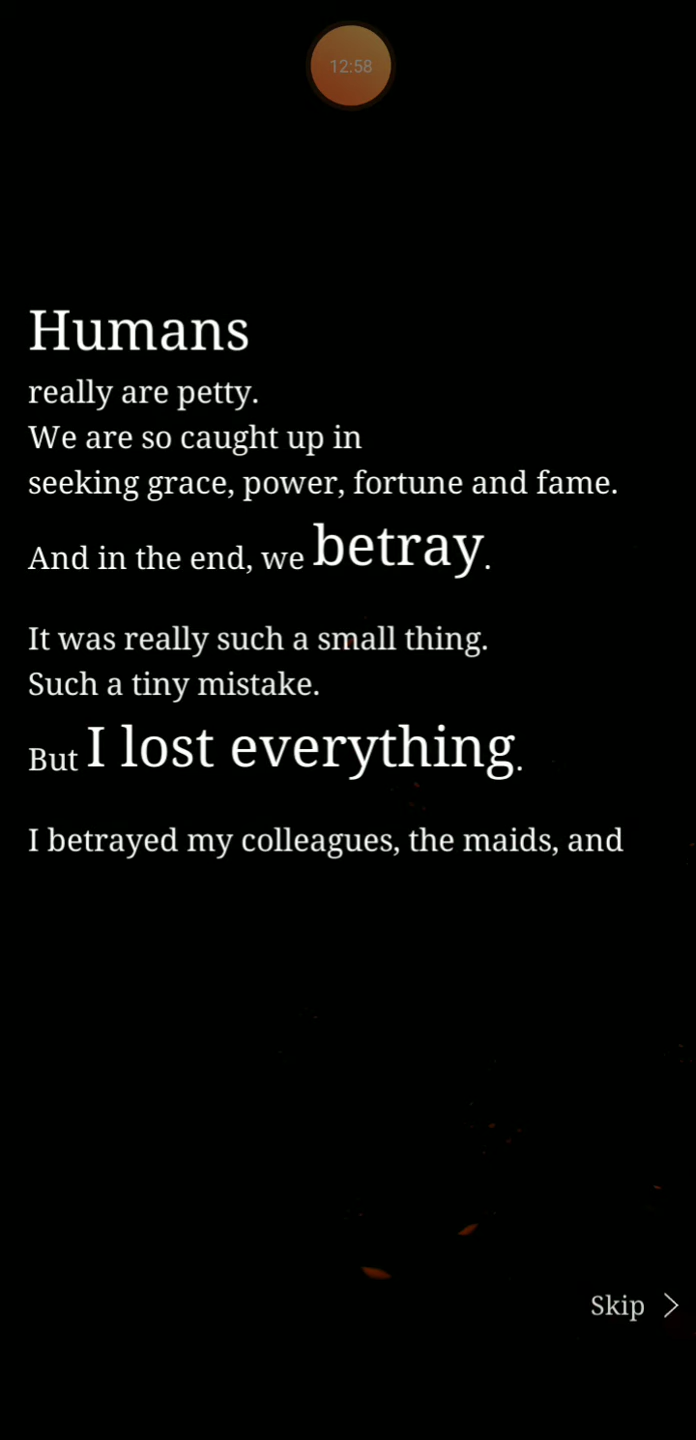 12:58
Humans
really are petty.
We are so caught up in
seeking grace, power, fortune and fame.
And in the end, we betray.
It was really such a small thing.
Such a tiny mistake.
But I lost everything.
I betrayed my colleagues, the maids, and
Skip